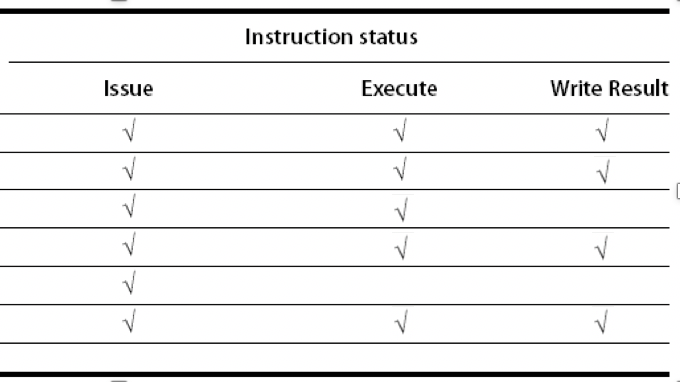 Instruction status
Issue Execute Write Result
√ √ √
√ √ √
√ √
√ √ √
√
√ √ √